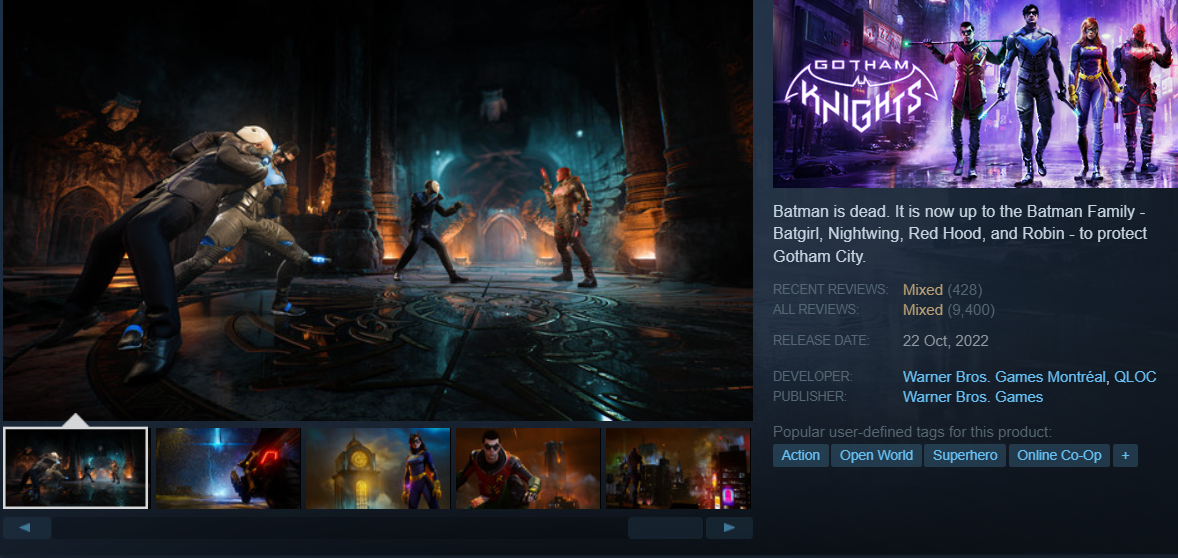 GOTHAM
KNIGHTS
Batman is dead. It is now up to the Batman Family -
Batgirl, Nightwing, Red Hood, and Robin - to protect
Gotham City.
RECENT REVIEWS: Mixed (428)
ALL REVIEWS: Mixed (9,400)
RELEASE DATE: 22 Oct, 2022
DEVELOPER: Warner Bros. Games Montréal, QLOC
PUBLISHER: Warner Bros. Games
Popular user-defined tags for this product:
Action Open World Superhero Online Co-Op +